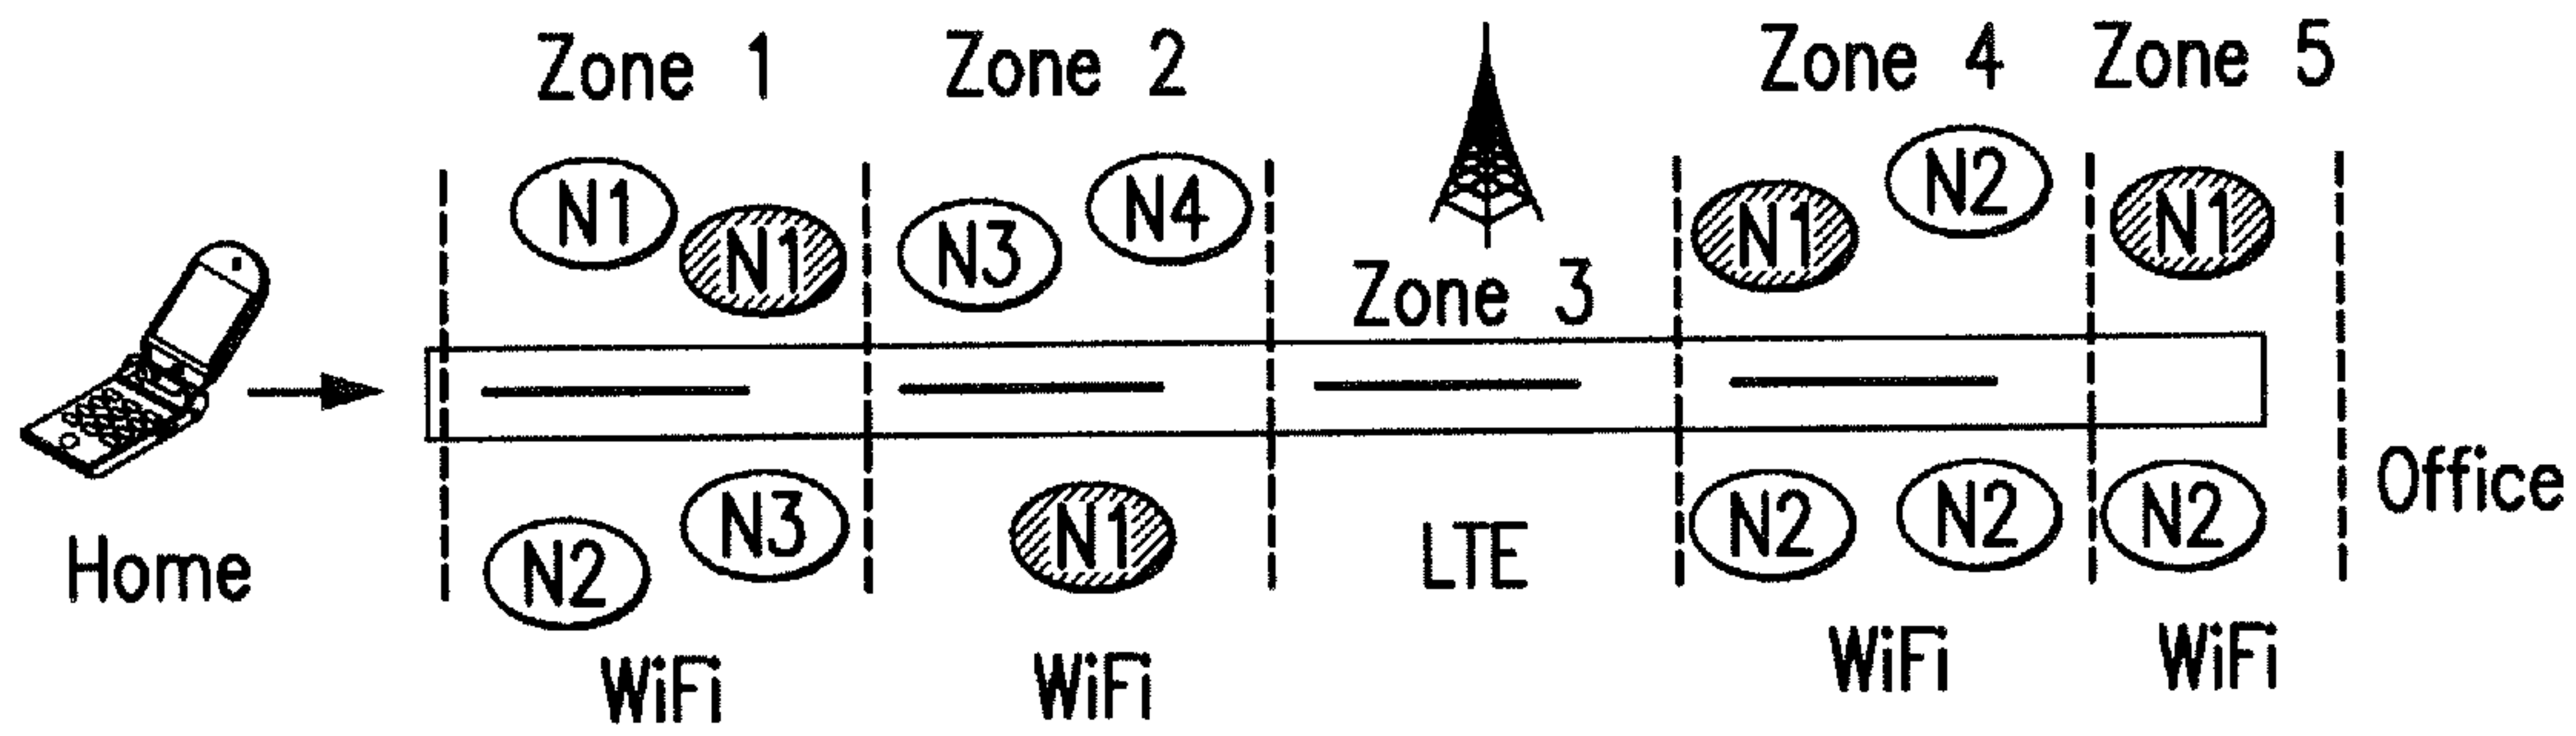 Zone 1 Zone 2 Zone 4 Zone 5
N1 N1 N3 N4 N1 N2 N1
Zone 3
Home N2 N3 N1 LTE N2 N2 N2 Office
WiFi WiFi WiFi WiFi